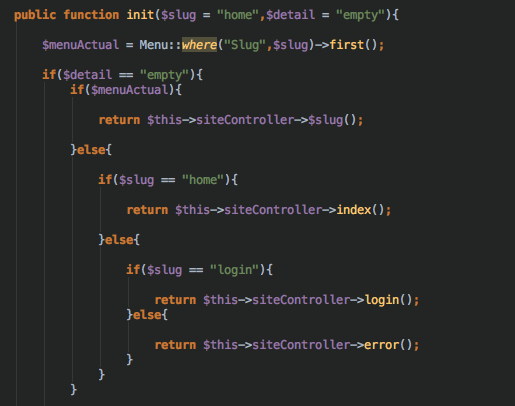 public function init($slug = "home",$detail = "empty"){
$menuActual = Menu::where("Slug",$slug)->first();
if($detail == "empty"){
if($menuActual){
return $this->siteController->$slug();
}else{
if($slug == "home"){
return $this->siteController->index();
}else{
if($slug == "login"){
return $this->siteController->login();
}else{
return $this->siteController->error();
}
}
}